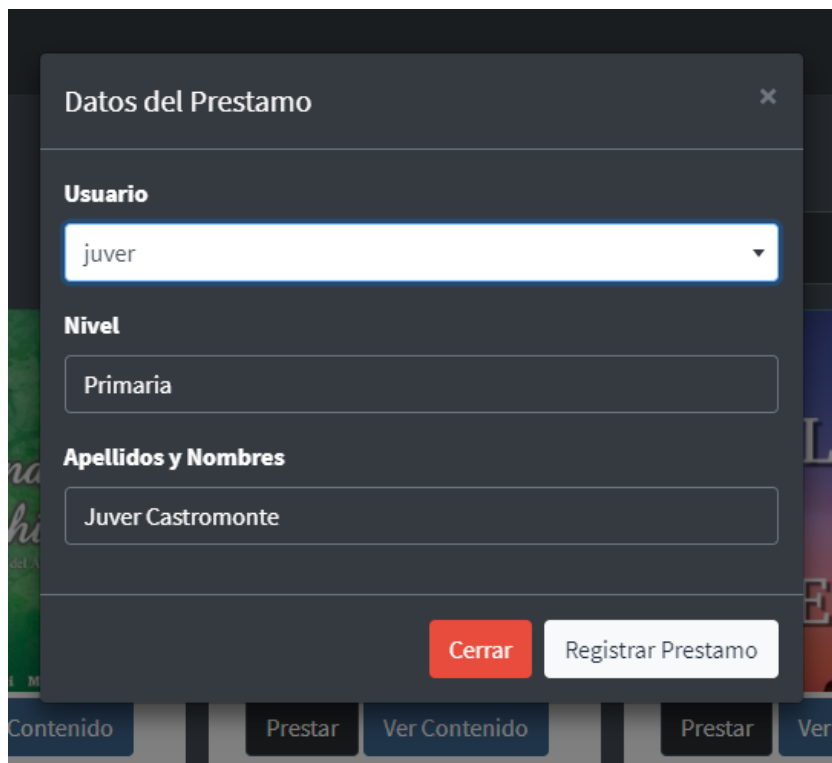 Datos del Prestamo ×
Usuario
juver
Nivel
Primaria
Apellidos y Nombres
Juver Castromonte
Cerrar Registrar Prestamo
Contenido Prestar Ver Contenido Prestar Ver